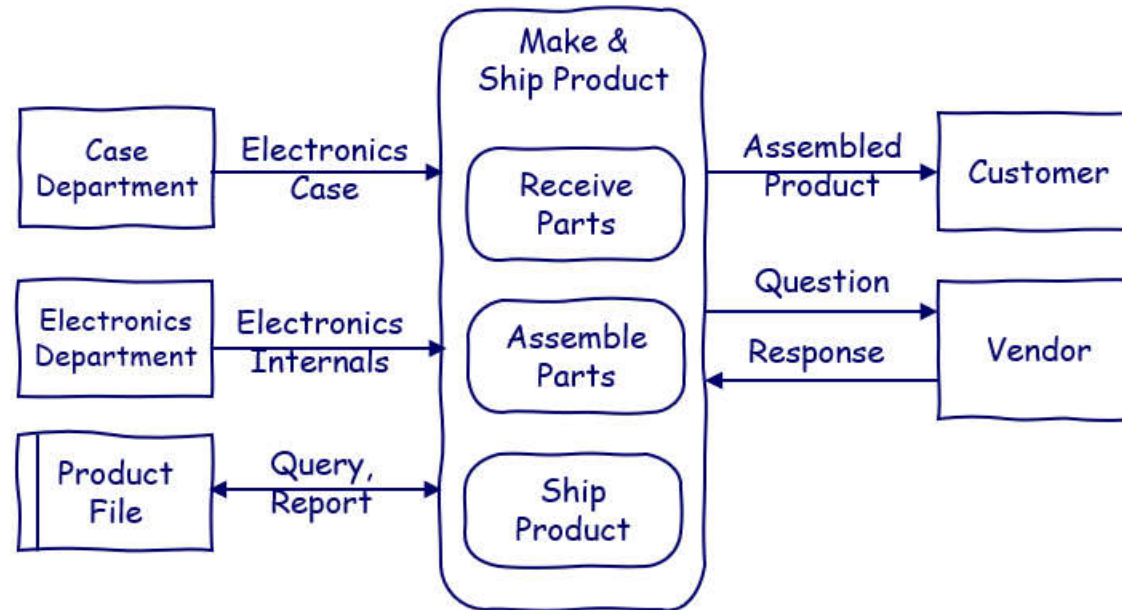 Make &
Ship Product
Case
Department
Electronics
Case
Receive
Parts
Assembled
Product
Customer
Electronics
Department
Electronics
Internals
Assemble
Parts
Question
Response
Vendor
Product
File
Query,
Report
Ship
Product